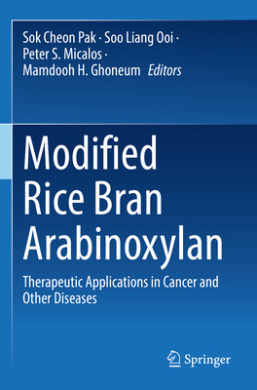 Sok Cheon Pak · Soo Liang Ooi ·
Peter S. Micalos ·
Mamdooh H. Ghoneum Editors
Modified
Rice Bran
Arabinoxylan
Therapeutic Applications in Cancer and
Other Diseases
Springer